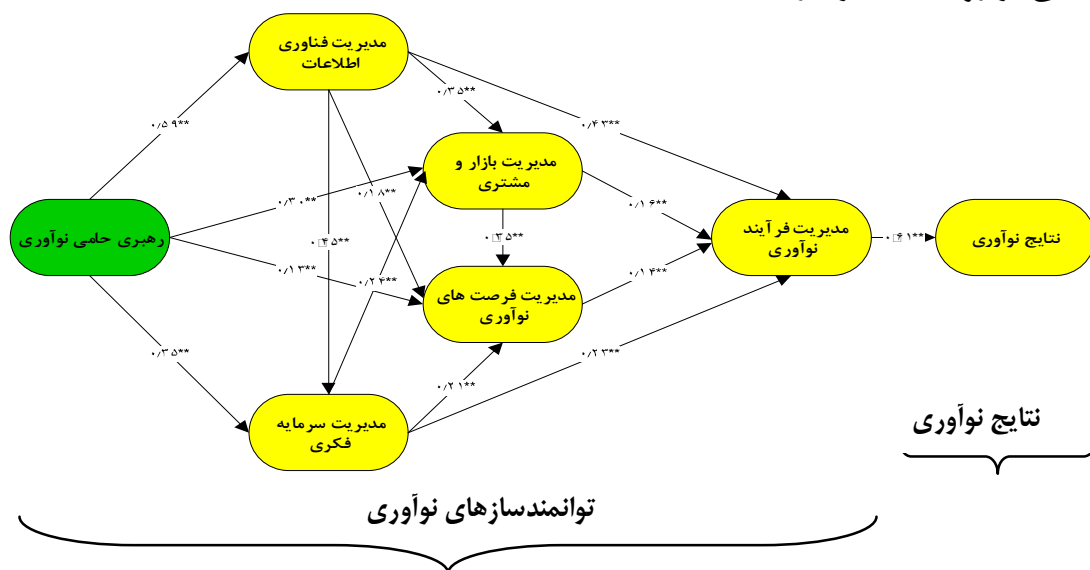 مدیریت فناوری
اطلاعات
۰/۳۵**
۰/۴۳**
۰/۵۹**
مدیریت بازار و
مشتری
۰/۳۰**
۰/۱۸**
۰/۱۶**
رهبری حامی نوآوری
۰□۴۵**
۰□۳۵**
مدیریت فرآیند
نوآوری
۰□۶۱**
نتایج نوآوری
۰/۱۳**
۰/۲۴**
مدیریت فرصت های
نوآوری
۰/۱۴**
۰/۳۵**
۰/۲۱**
۰/۲۳**
مدیریت سرمایه
فکری
نتایج نوآوری
توانمندسازهای نوآوری